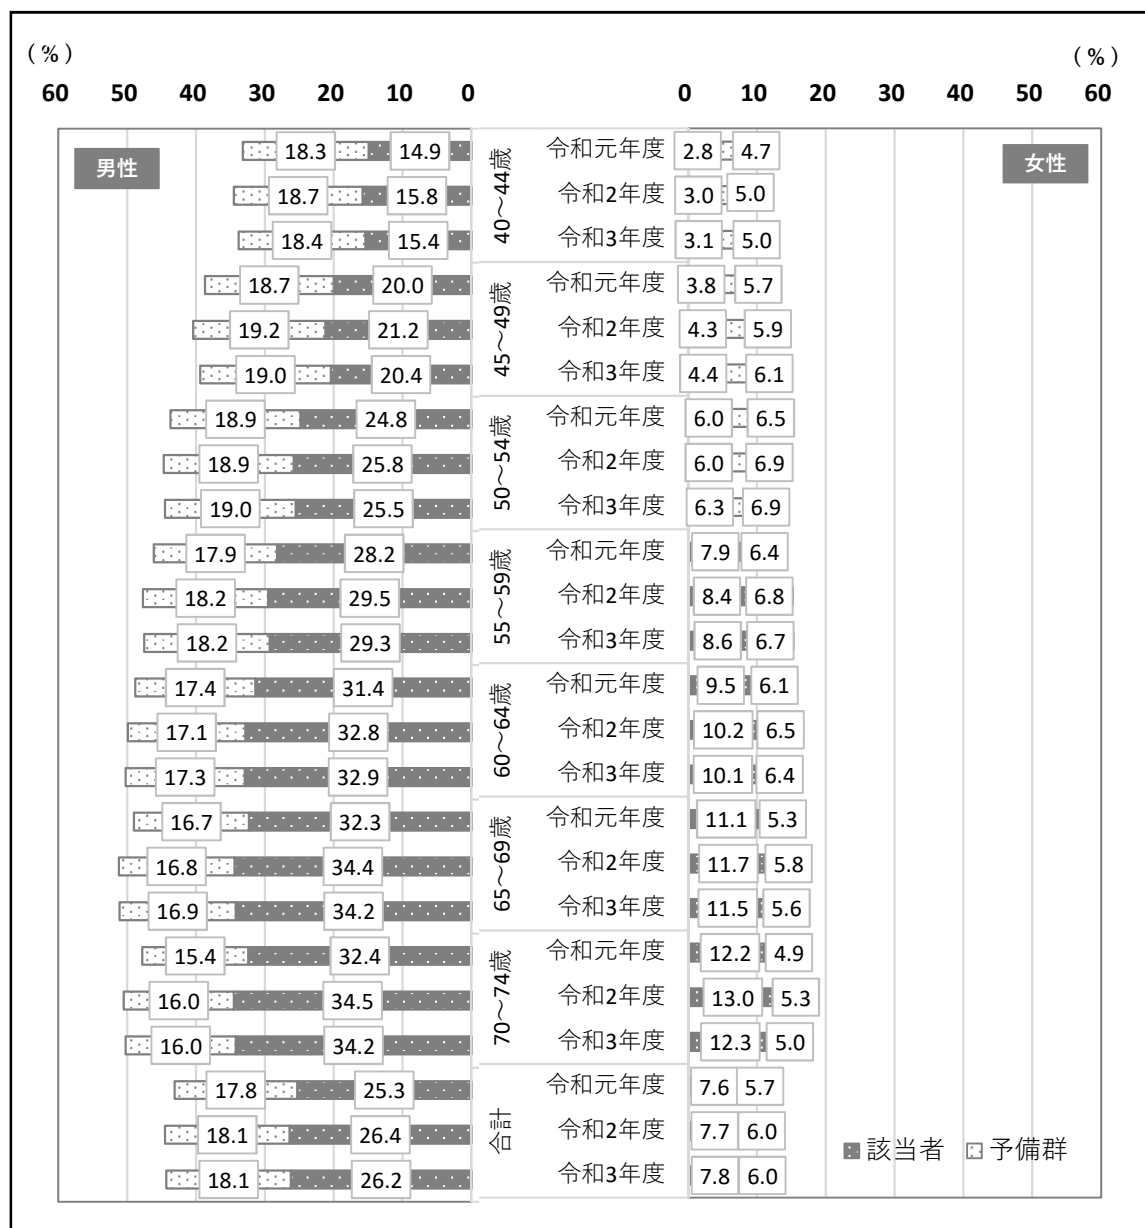 (%) (%)
60 50 40 30 20 10 0 0 10 20 30 40 50 60
男性 女性
40～44歳
18.3 14.9 令和元年度 2.8 4.7
18.7 15.8 令和2年度 3.0 5.0
18.4 15.4 令和3年度 3.1 5.0
45～49歳
18.7 20.0 令和元年度 3.8 5.7
19.2 21.2 令和2年度 4.3 5.9
19.0 20.4 令和3年度 4.4 6.1
50～54歳
18.9 24.8 令和元年度 6.0 6.5
18.9 25.8 令和2年度 6.0 6.9
19.0 25.5 令和3年度 6.3 6.9
55～59歳
17.9 28.2 令和元年度 7.9 6.4
18.2 29.5 令和2年度 8.4 6.8
18.2 29.3 令和3年度 8.6 6.7
60～64歳
17.4 31.4 令和元年度 9.5 6.1
17.1 32.8 令和2年度 10.2 6.5
17.3 32.9 令和3年度 10.1 6.4
65～69歳
16.7 32.3 令和元年度 11.1 5.3
16.8 34.4 令和2年度 11.7 5.8
16.9 34.2 令和3年度 11.5 5.6
70～74歳
15.4 32.4 令和元年度 12.2 4.9
16.0 34.5 令和2年度 13.0 5.3
16.0 34.2 令和3年度 12.3 5.0
合計
17.8 25.3 令和元年度 7.6 5.7
18.1 26.4 令和2年度 7.7 6.0
18.1 26.2 令和3年度 7.8 6.0
該当者 予備群